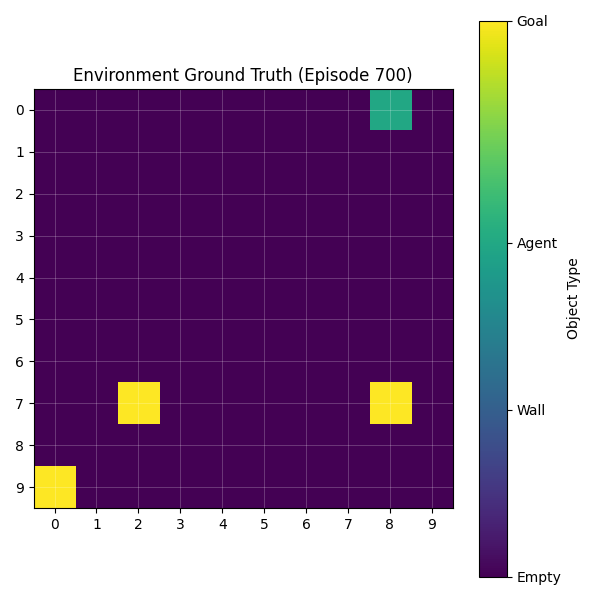 Environment Ground Truth (Episode 700)
0
1
2
3
4
5
6
7
8
9
0 1 2 3 4 5 6 7 8 9
Goal
Agent
Wall
Empty
Object Type